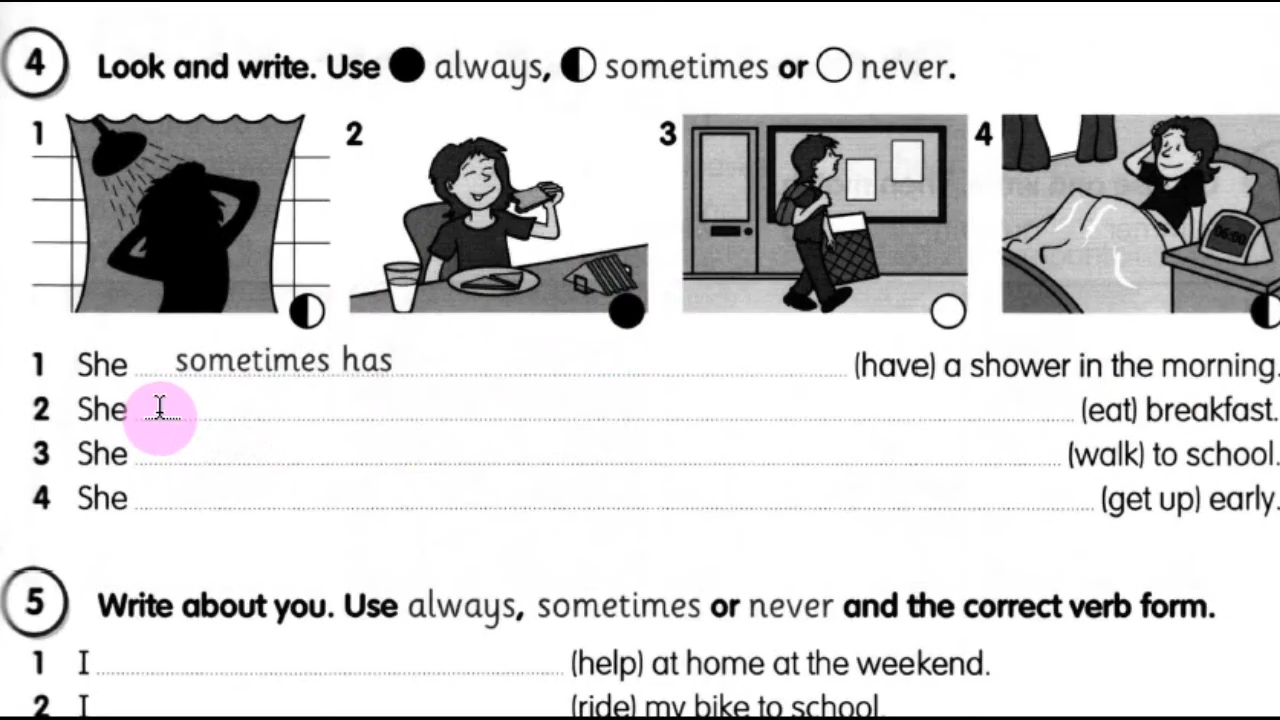 4 Look and write. Use always, sometimes or never.
1 2 3 4
06:00
1 She sometimes has (have) a shower in the morning.
2 She (eat) breakfast.
3 She (walk) to school.
4 She (get up) early.
5 Write about you. Use always, sometimes or never and the correct verb form.
1 I (help) at home at the weekend.
2 I (ride) my bike to school.